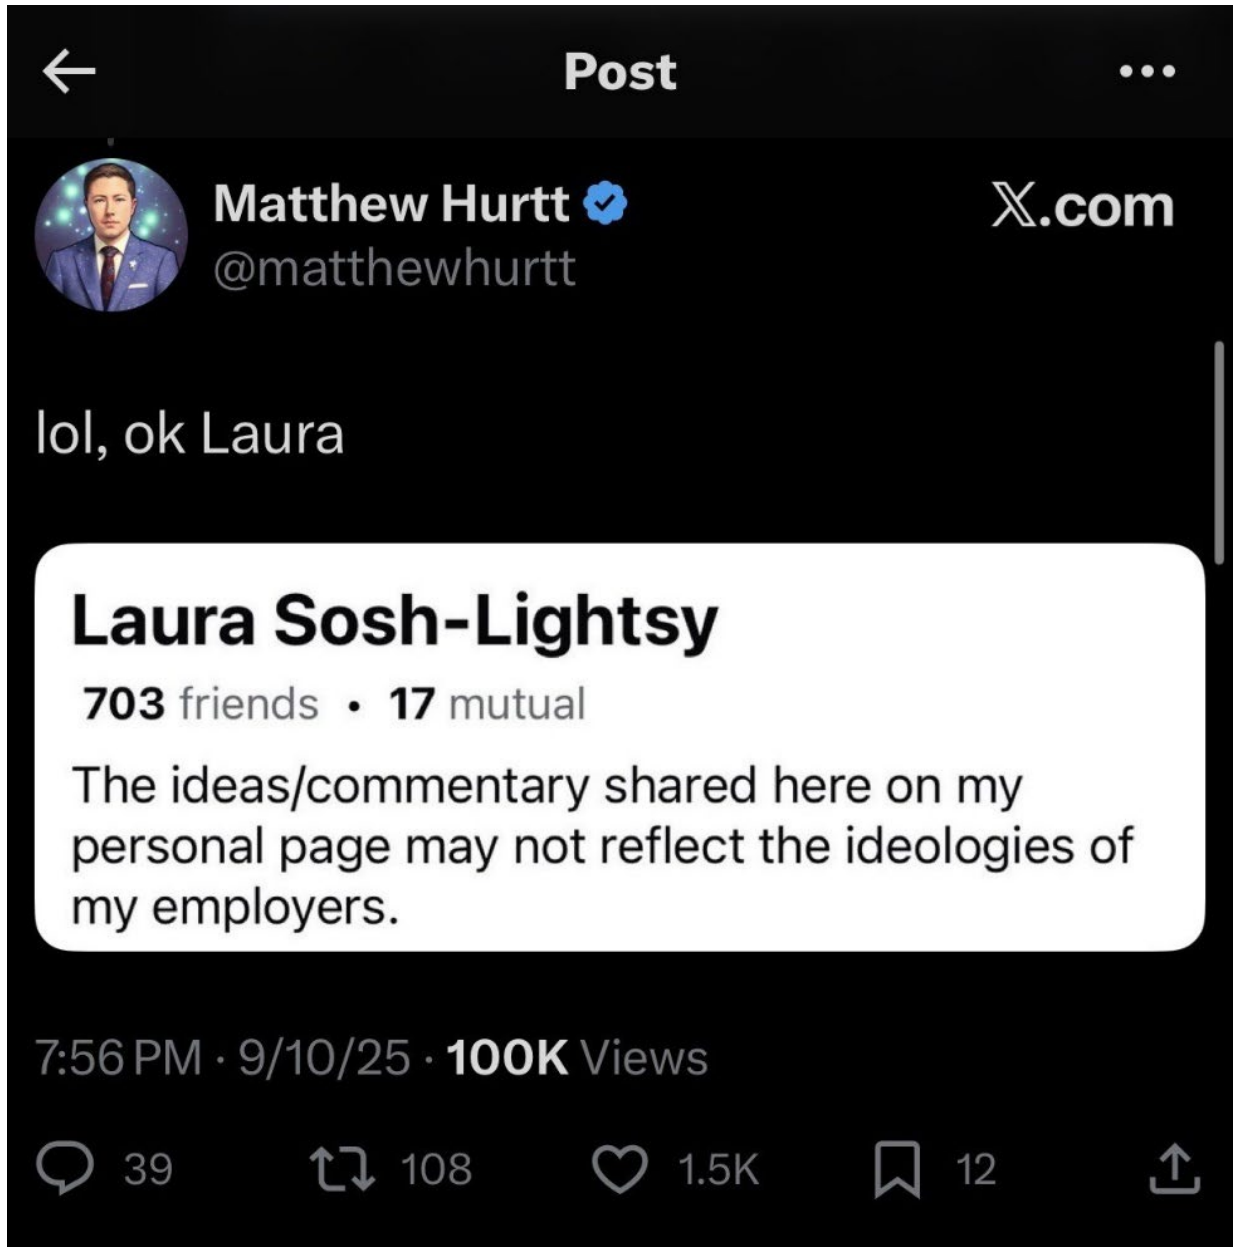 Post
Matthew Hurtt
X.com
@matthewhurtt
lol, ok Laura
Laura Sosh-Lightsy
703 friends • 17 mutual
The ideas/commentary shared here on my
personal page may not reflect the ideologies of
my employers.
7:56 PM · 9/10/25 · 100K Views
39 108 1.5K 12